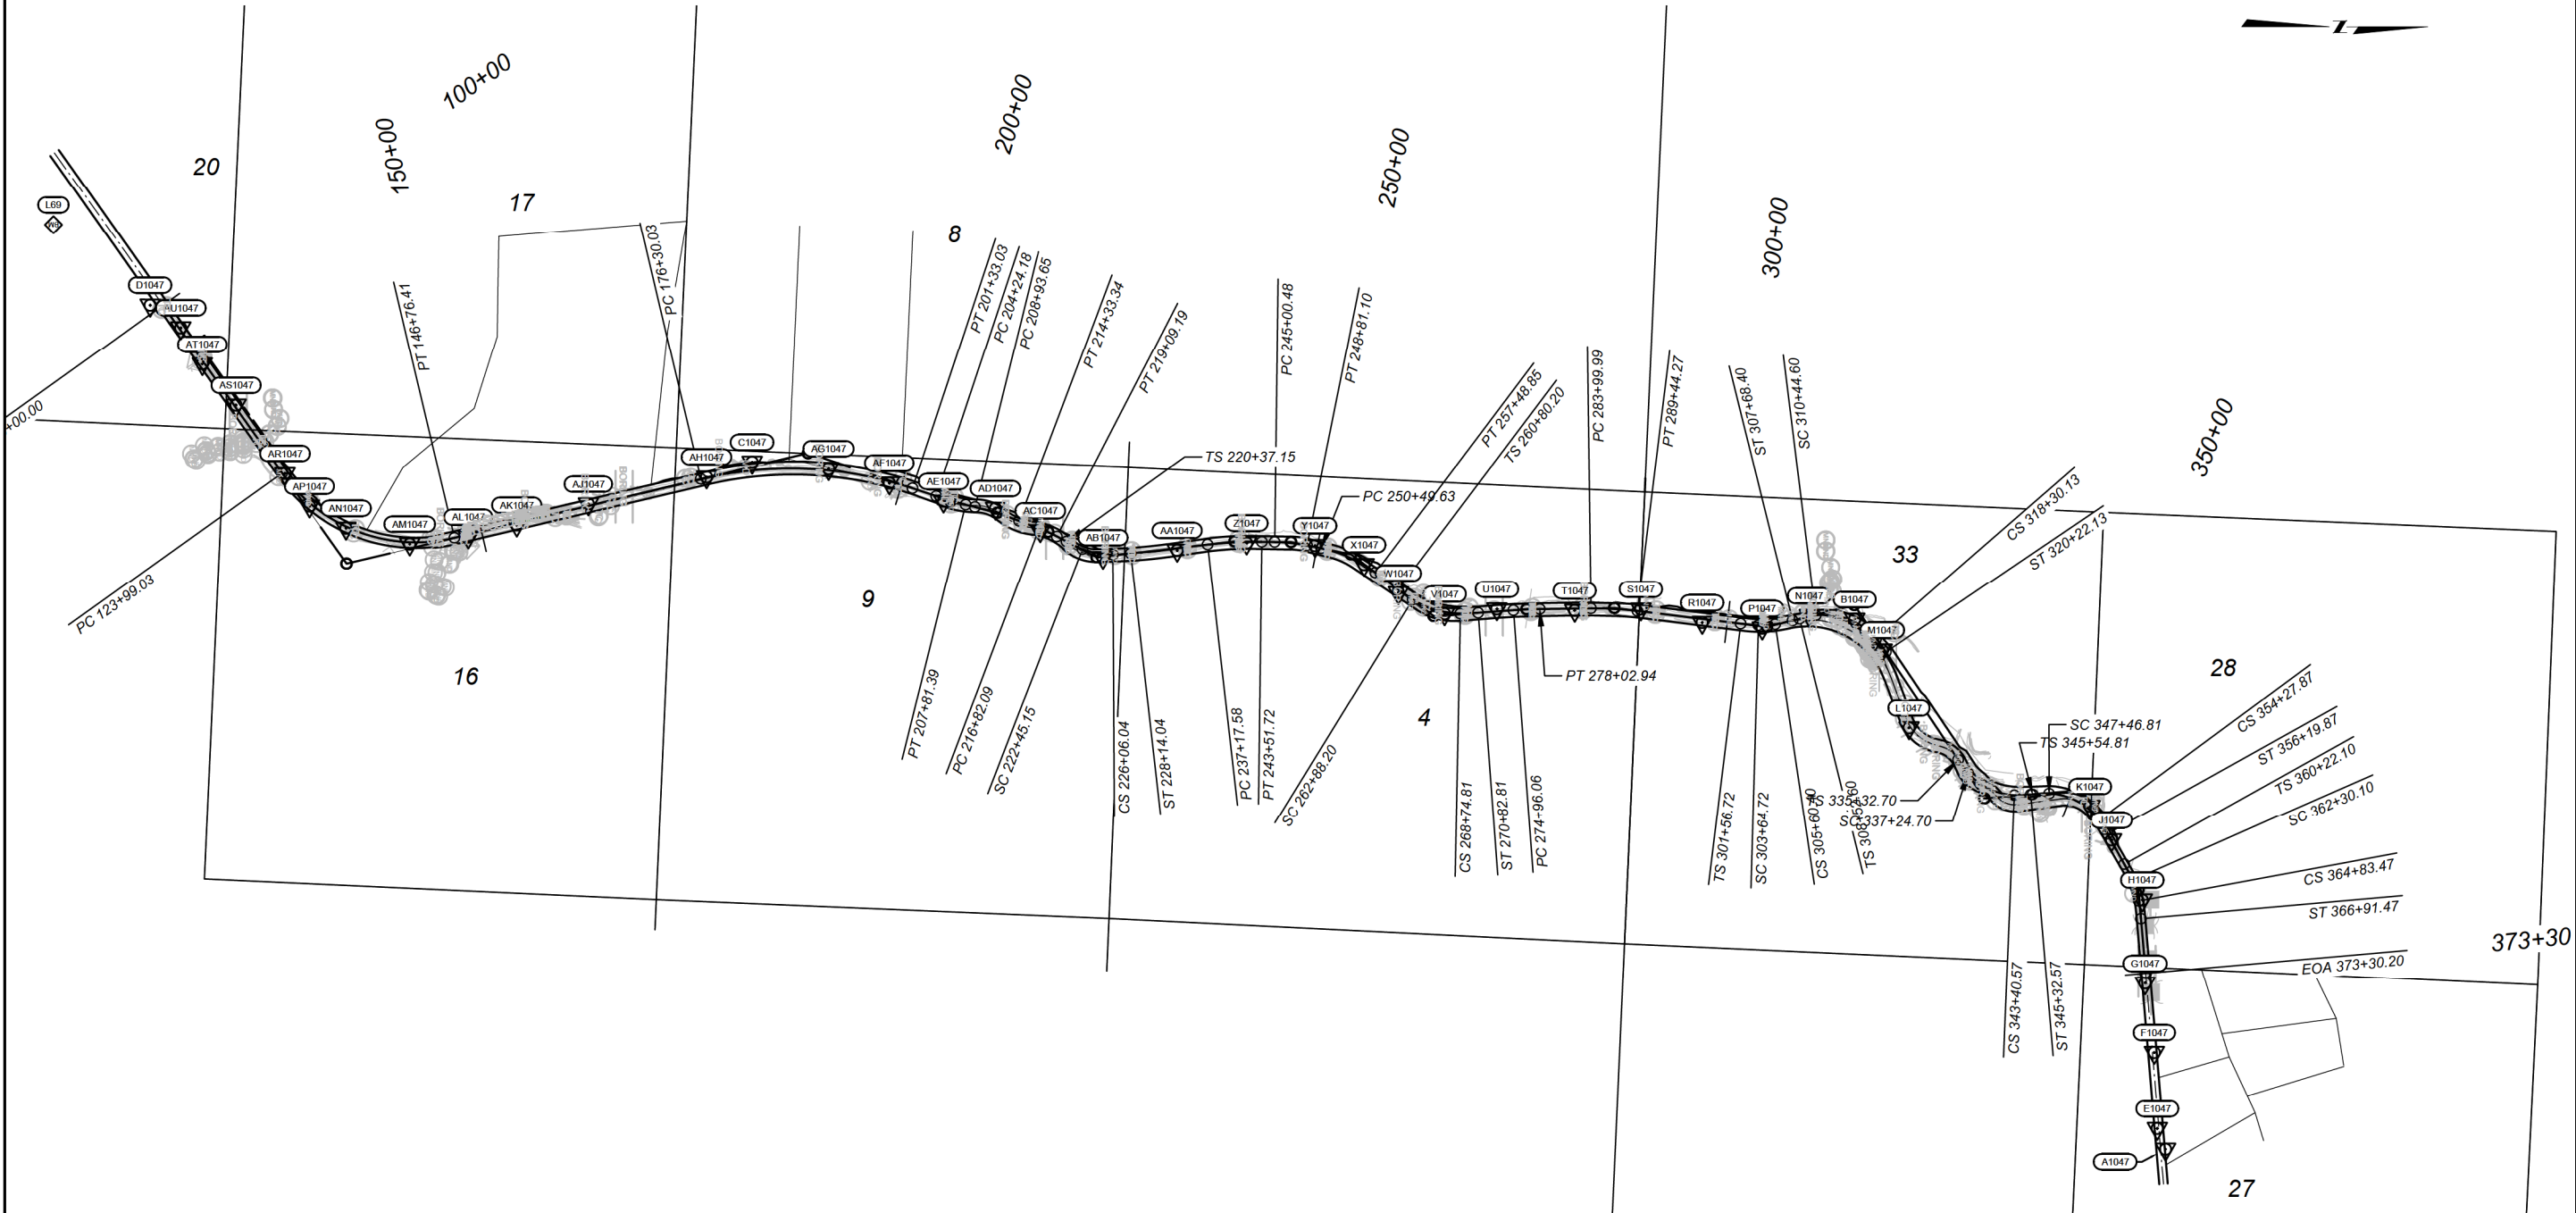 Z
100+00
150+00
200+00
250+00
300+00
350+00
373+30
20
17
8
16
9
4
33
28
27
L69
BM
D1047
AU1047
AT1047
AS1047
AR1047
AP1047
AN1047
AM1047
AL1047
AK1047
AJ1047
AH1047
C1047
AG1047
AF1047
AE1047
AD1047
AC1047
AB1047
AA1047
Z1047
Y1047
X1047
W1047
V1047
U1047
T1047
S1047
R1047
P1047
N1047
B1047
M1047
L1047
K1047
J1047
H1047
G1047
F1047
E1047
A1047
+00.00
PC 123+99.03
PT 146+76.41
PC 176+30.03
PT 201+33.03
PC 204+24.18
PT 207+81.39
PC 208+93.65
PT 214+33.34
PC 216+82.09
PT 219+09.19
TS 220+37.15
SC 222+45.15
CS 226+06.04
ST 228+14.04
PC 237+17.58
PT 243+51.72
PC 245+00.48
PT 248+81.10
PC 250+49.63
PT 257+48.85
TS 260+80.20
SC 262+88.20
CS 268+74.81
ST 270+82.81
PC 274+96.06
PT 278+02.94
PC 283+99.99
PT 289+44.27
TS 301+56.72
SC 303+64.72
ST 307+68.40
SC 310+44.60
CS 318+30.13
ST 320+22.13
TS 335+32.70
SC 337+24.70
CS 343+40.57
ST 345+32.57
TS 345+54.81
SC 347+46.81
CS 354+27.87
ST 356+19.87
TS 360+22.10
SC 362+30.10
CS 364+83.47
ST 366+91.47
EOA 373+30.20